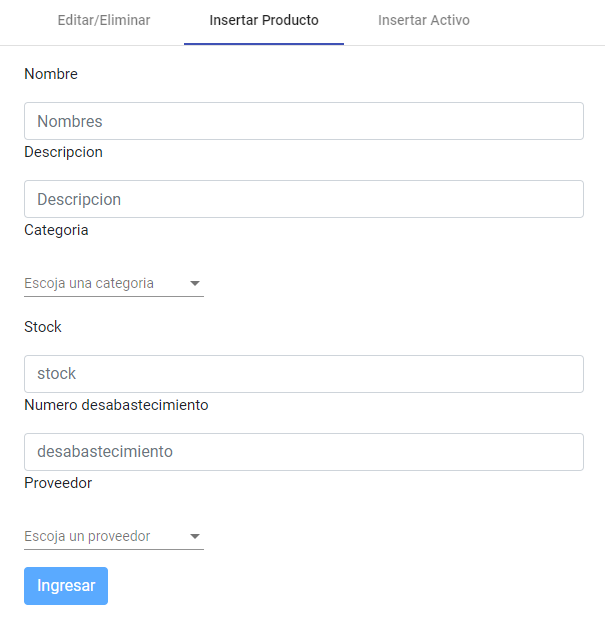 Editar/Eliminar Insertar Producto Insertar Activo
Nombre
Nombres
Descripcion
Descripcion
Categoria
Escoja una categoria
Stock
stock
Numero desabastecimiento
desabastecimiento
Proveedor
Escoja un proveedor
Ingresar